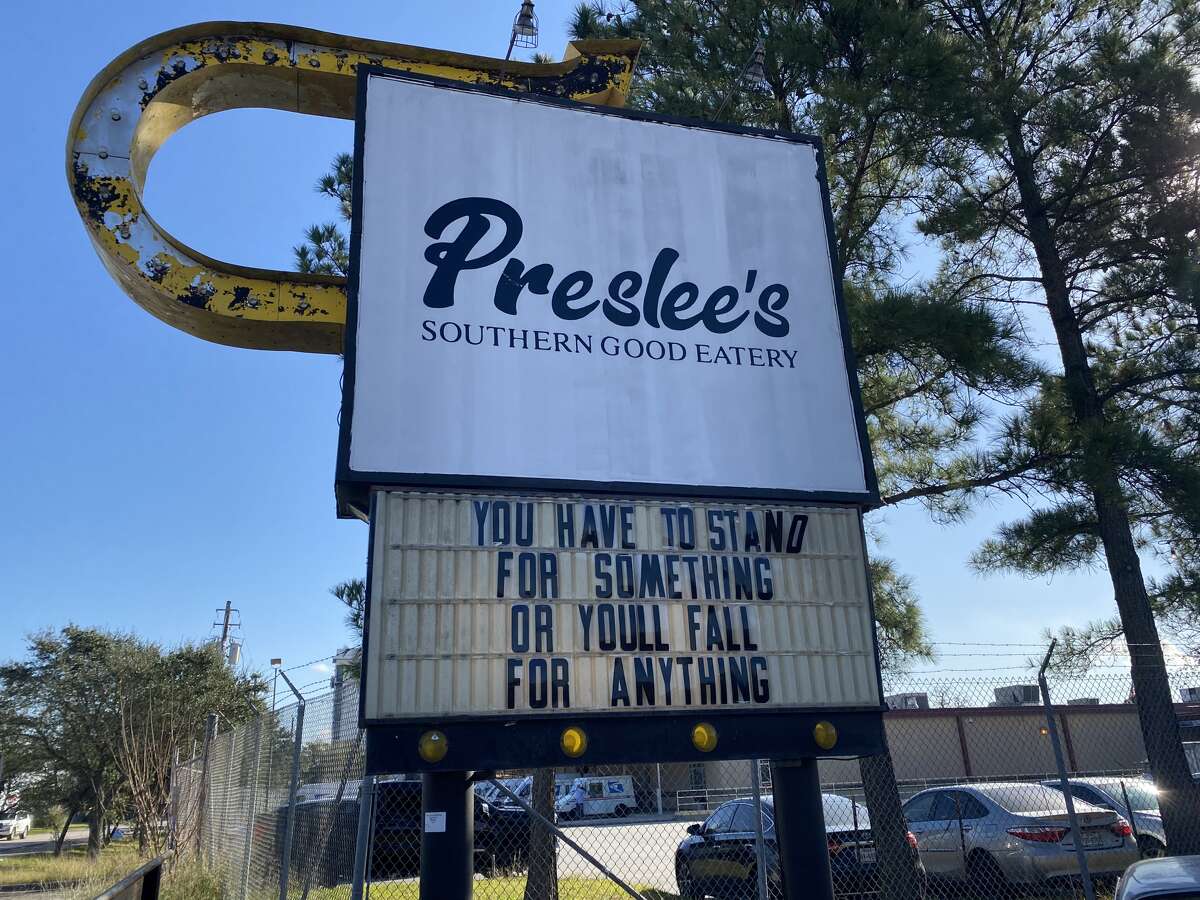 Preslee's
SOUTHERN GOOD EATERY
YOU HAVE TO STAND
FOR SOMETHING
OR YOULL FALL
FOR ANYTHING